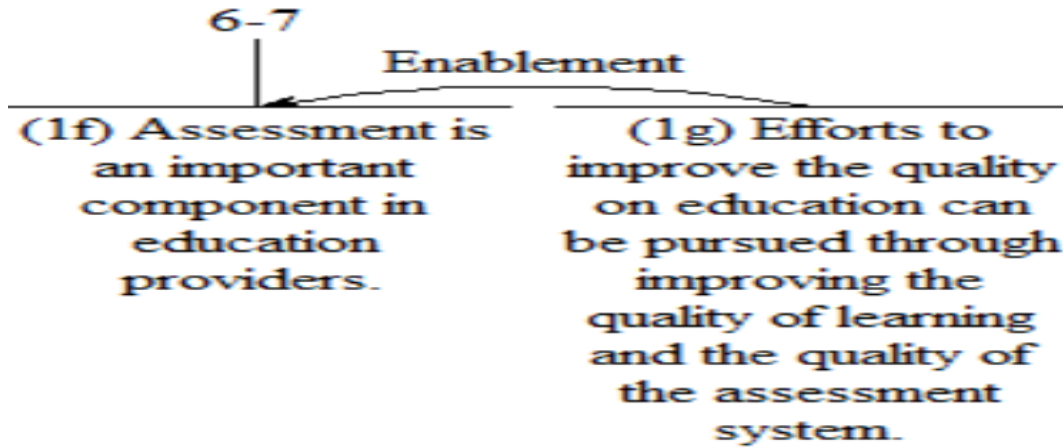 6-7
Enablement
(1f) Assessment is
an important
component in
education
providers.
(1g) Efforts to
improve the quality
on education can
be pursued through
improving the
quality of learning
and the quality of
the assessment
system.